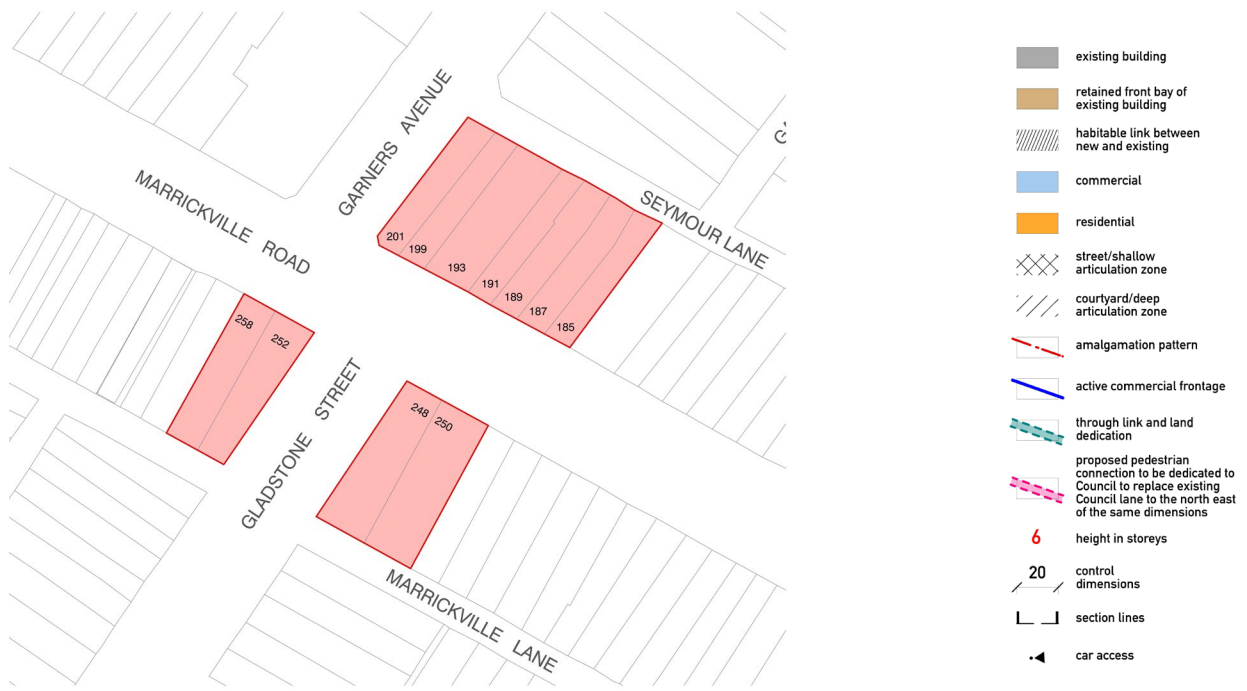 MARRICKVILLE ROAD
GARNERS AVENUE
SEYMOUR LANE
201
199
193
191
189
187
185
258
252
GLADSTONE STREET
248
250
MARRICKVILLE LANE
existing building
retained front bay of
existing building
habitable link between
new and existing
commercial
residential
street/shallow
articulation zone
courtyard/deep
articulation zone
amalgamation pattern
active commercial frontage
through link and land
dedication
proposed pedestrian
connection to be dedicated to
Council to replace existing
Council lane to the north east
of the same dimensions
6
height in storeys
20
control
dimensions
section lines
car access